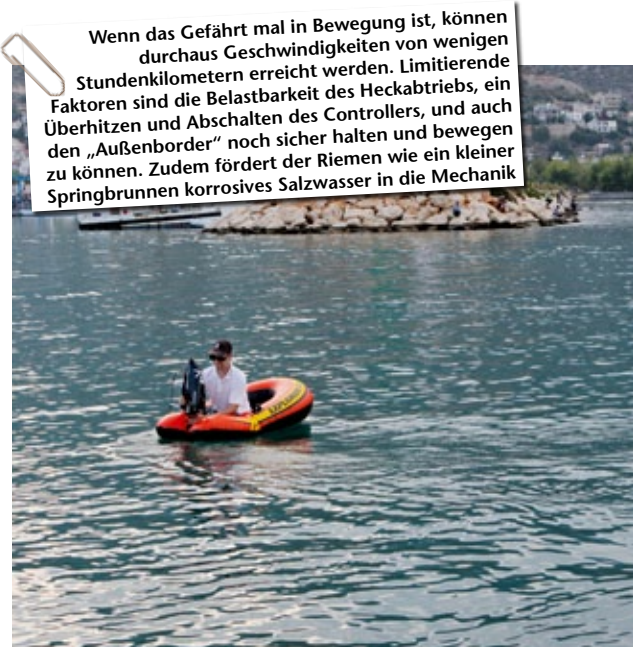 Wenn das Gefährt mal in Bewegung ist, können
durchaus Geschwindigkeiten von wenigen
Stundenkilometern erreicht werden. Limitierende
Faktoren sind die Belastbarkeit des Heckabtriebs, ein
Überhitzen und Abschalten des Controllers, und auch
den „Außenborder“ noch sicher halten und bewegen
zu können. Zudem fördert der Riemen wie ein kleiner
Springbrunnen korrosives Salzwasser in die Mechanik